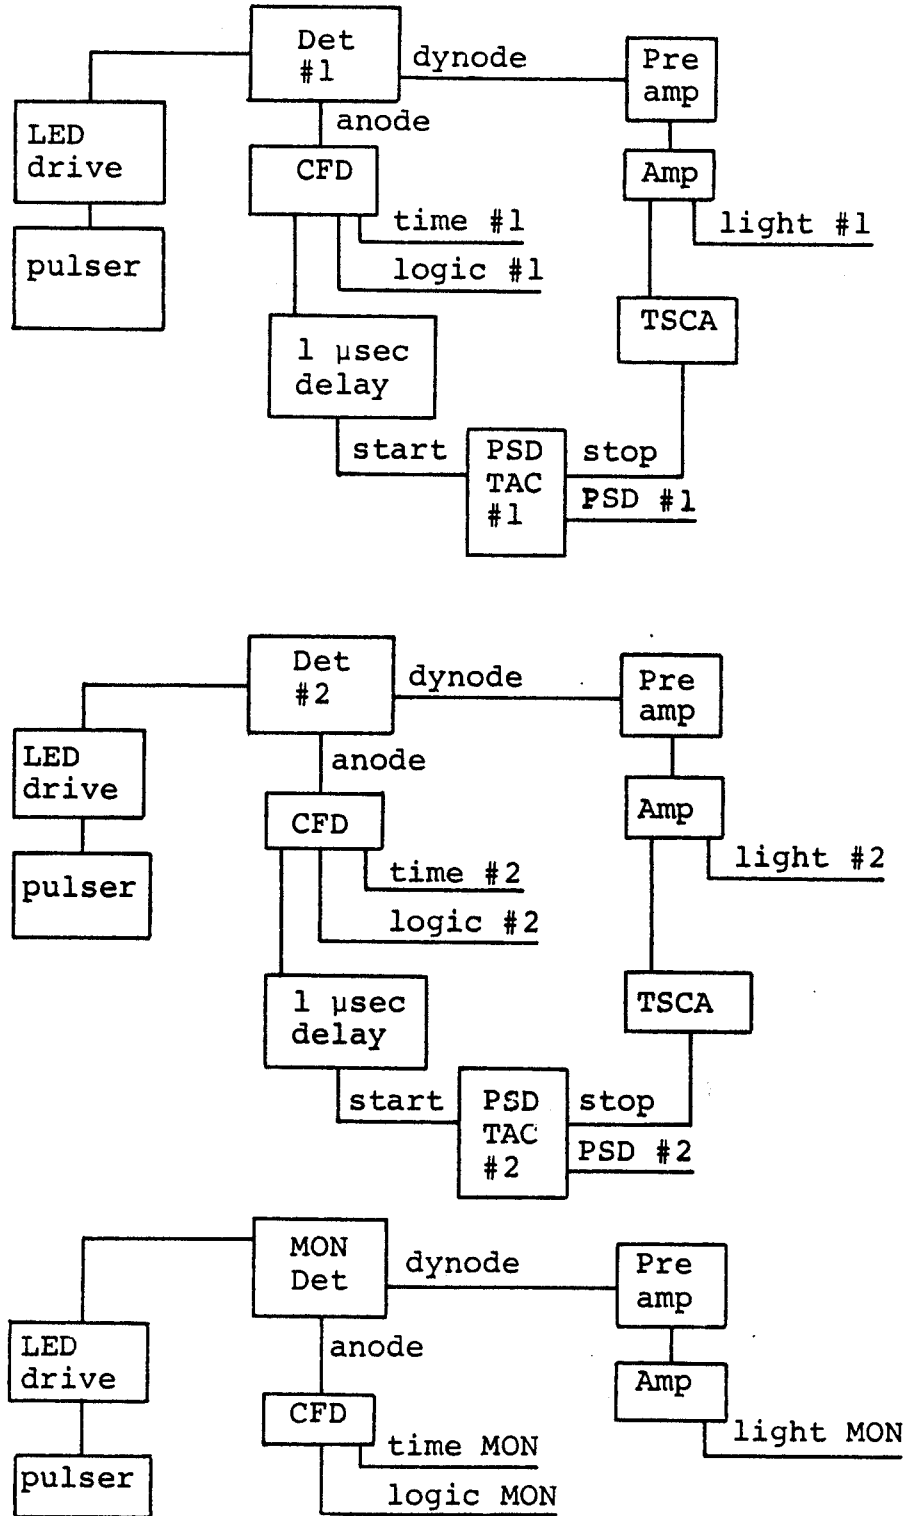 Det
#1
dynode
Pre
amp
LED
drive
anode
CFD
Amp
time #1
light #1
pulser
logic #1
TSCA
1 µsec
delay
start
PSD
TAC
#1
stop
PSD #1
Det
#2
dynode
Pre
amp
LED
drive
anode
CFD
Amp
time #2
light #2
pulser
logic #2
TSCA
1 µsec
delay
start
PSD
TAC
#2
stop
PSD #2
MON
Det
dynode
Pre
amp
LED
drive
anode
Amp
CFD
time MON
light MON
pulser
logic MON